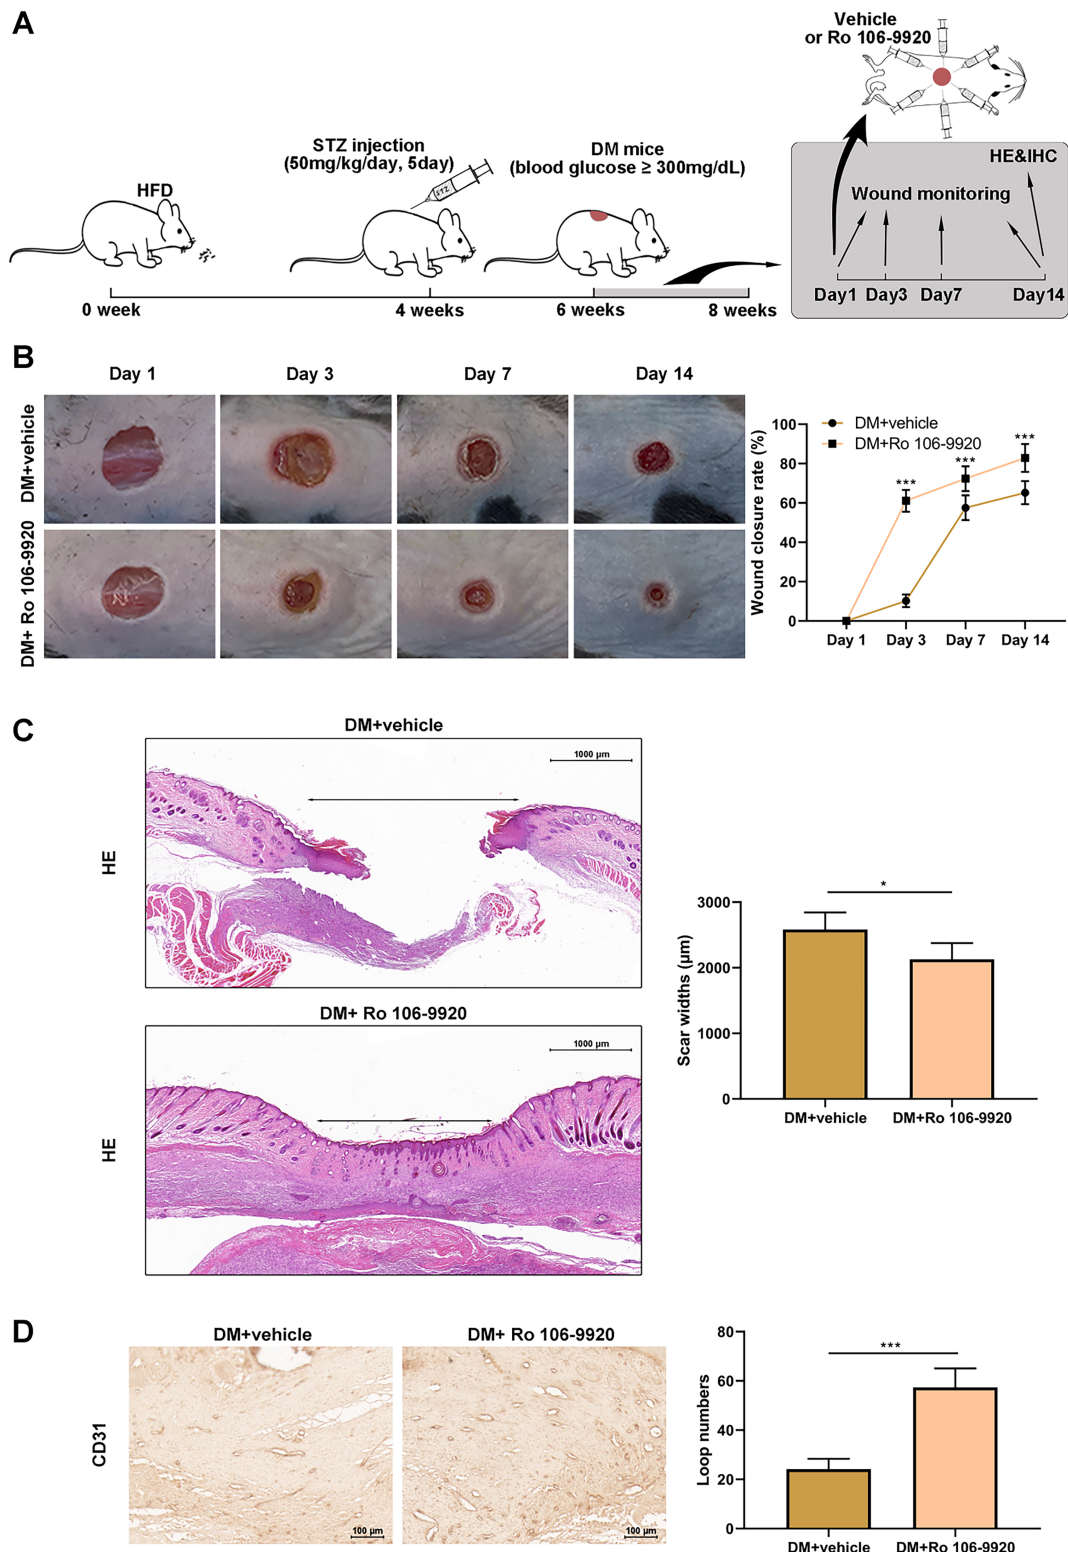 A
Vehicle
or Ro 106-9920
STZ injection
(50mg/kg/day, 5day)
DM mice
(blood glucose ≥ 300mg/dL)
HFD
STZ
HE&IHC
Wound monitoring
Day1 Day3 Day7 Day14
0 week 4 weeks 6 weeks 8 weeks
B
Day 1 Day 3 Day 7 Day 14
DM+vehicle
DM+ Ro 106-9920
Wound closure rate (%)
100
80
60
40
20
0
DM+vehicle
DM+Ro 106-9920
***
***
***
Day 1 Day 3 Day 7 Day 14
C
DM+vehicle
HE
1000 μm
DM+ Ro 106-9920
HE
1000 μm
Scar widths (μm)
3000
2000
1000
0
*
DM+vehicle DM+Ro 106-9920
D
DM+vehicle DM+ Ro 106-9920
CD31
100 μm 100 μm
Loop numbers
80
60
40
20
0
***
DM+vehicle DM+Ro 106-9920